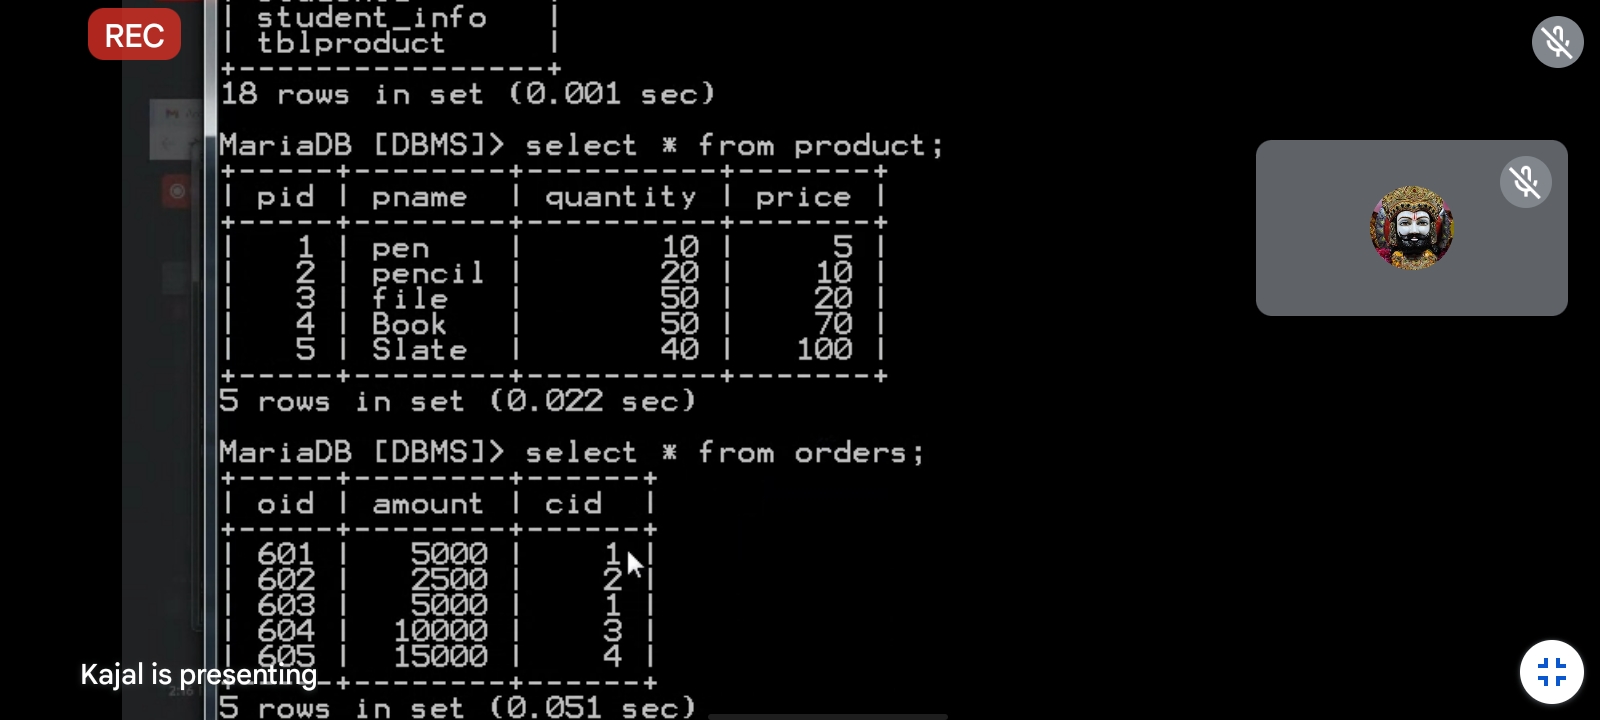 REC
| student_info |
| tblproduct |
+-----------------+
18 rows in set (0.001 sec)
MariaDB [DBMS]> select * from product;
+-----+--------+----------+-------+
| pid | pname | quantity | price |
+-----+--------+----------+-------+
| 1 | pen | 10 | 5 |
| 2 | pencil | 20 | 10 |
| 3 | file | 50 | 20 |
| 4 | Book | 50 | 70 |
| 5 | Slate | 40 | 100 |
+-----+--------+----------+-------+
5 rows in set (0.022 sec)
MariaDB [DBMS]> select * from orders;
+-----+--------+------+
| oid | amount | cid |
+-----+--------+------+
| 601 | 5000 | 1 |
| 602 | 2500 | 2 |
| 603 | 5000 | 1 |
| 604 | 10000 | 3 |
| 605 | 15000 | 4 |
+-----+--------+------+
Kajal is presenting
5 rows in set (0.051 sec)